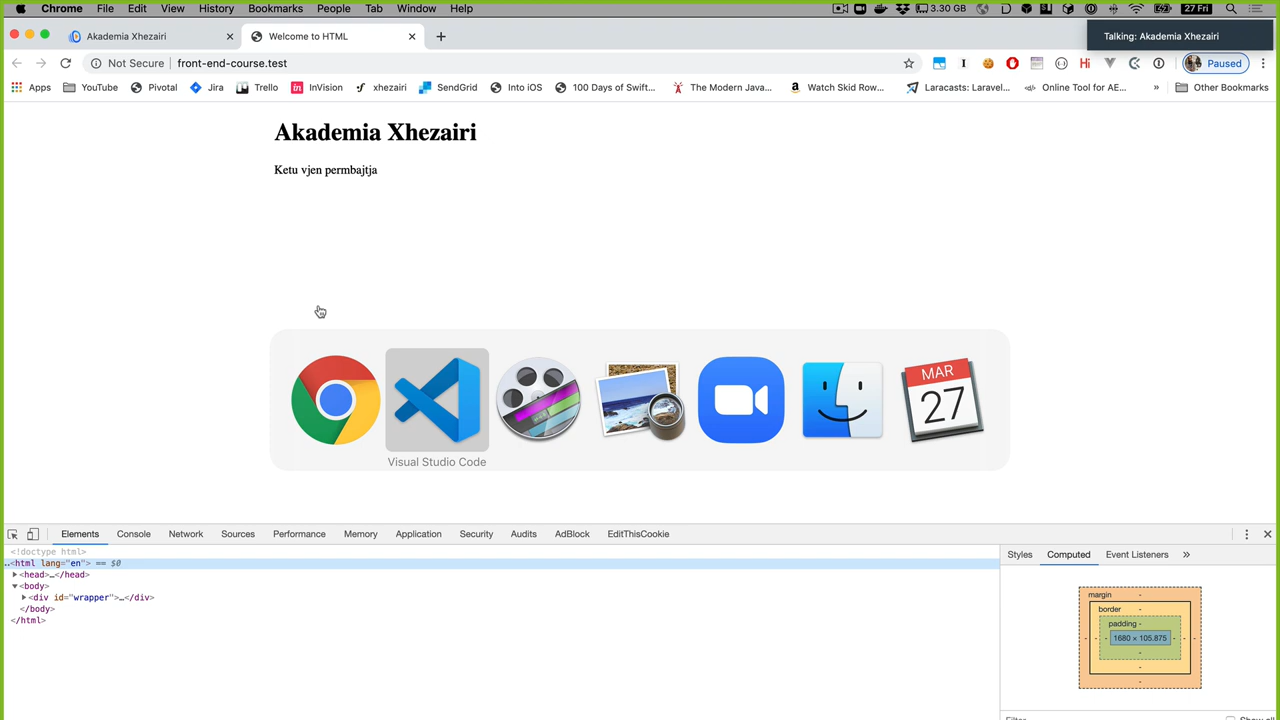 Chrome File Edit View History Bookmarks People Tab Window Help 3.30 GB 27 Fri
Akademia Xhezairi Welcome to HTML Talking: Akademia Xhezairi
Not Secure front-end-course.test Hi Paused
Apps YouTube Pivotal Jira Trello in InVision xhezairi SendGrid Into iOS 100 Days of Swift... The Modern Java... Watch Skid Row... Laracasts: Laravel... Online Tool for AE... » Other Bookmarks
Akademia Xhezairi
Ketu vjen permbajtja
MAR
27
Visual Studio Code
Elements Console Network Sources Performance Memory Application Security Audits AdBlock EditThisCookie
<!doctype html>
<html lang="en"> == $0
<head>…</head>
<body>
<div id="wrapper">…</div>
</body>
</html>
Styles Computed Event Listeners »
margin -
border -
padding -
- - - 1680 × 105.875 - - -
-
-
-